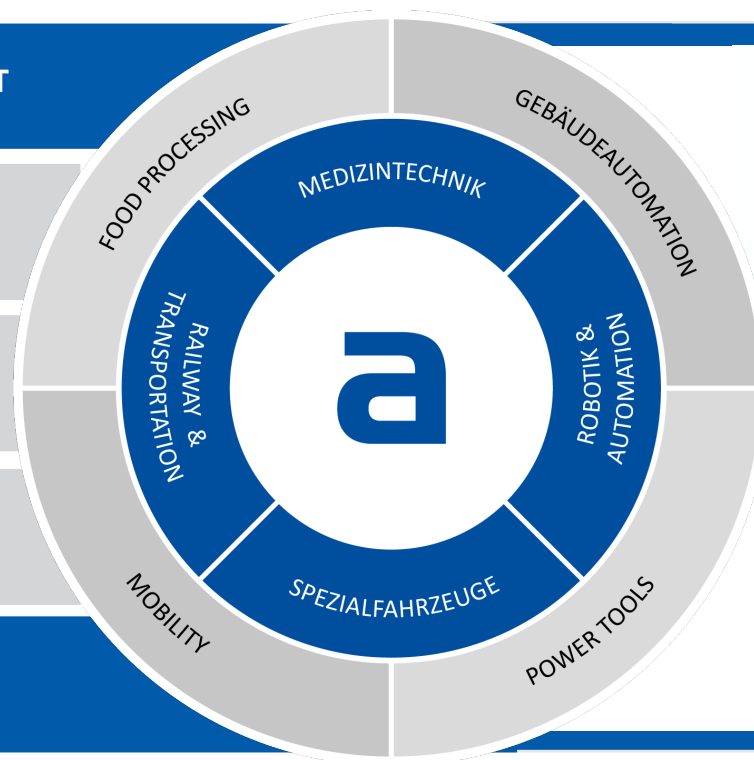 T
FOOD PROCESSING
GEBÄUDEAUTOMATION
MEDIZINTECHNIK
RAILWAY &
TRANSPORTATION
ROBOTIK &
AUTOMATION
a
SPEZIALFAHRZEUGE
MOBILITY
POWER TOOLS